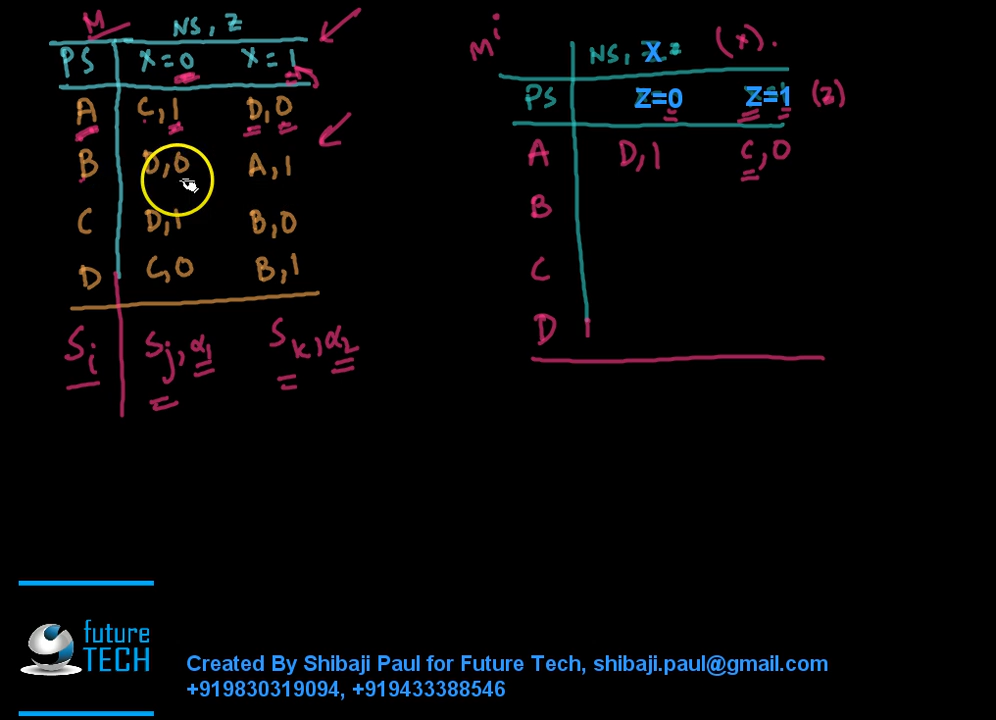 M NS, Z
PS X=0 X=1
A C,1 D,0
B D,0 A,1
C D,1 B,0
D C,0 B,1
Si Sj,α1 Sk,α2
Mi NS, X (x).
PS Z=0 Z=1 (Z)
A D,1 C,0
B
C
D
future
TECH
Created By Shibaji Paul for Future Tech, shibaji.paul@gmail.com
+919830319094, +919433388546